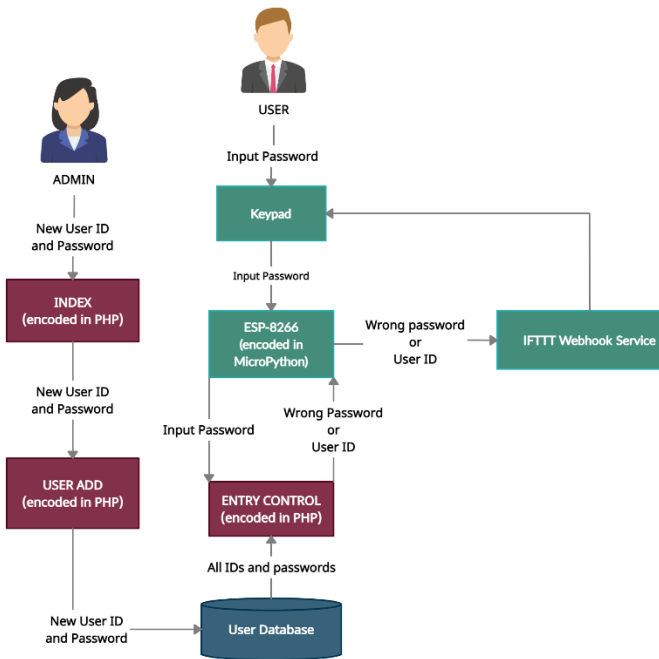 USER
Input Password
ADMIN
New User ID
and Password
Keypad
Input Password
INDEX
(encoded in PHP)
ESP-8266
(encoded in
MicroPython)
Wrong password
or
User ID
IFTTT Webhook Service
New User ID
and Password
Input Password
Wrong Password
or
User ID
USER ADD
(encoded in PHP)
ENTRY CONTROL
(encoded in PHP)
All IDs and passwords
New User ID
and Password
User Database